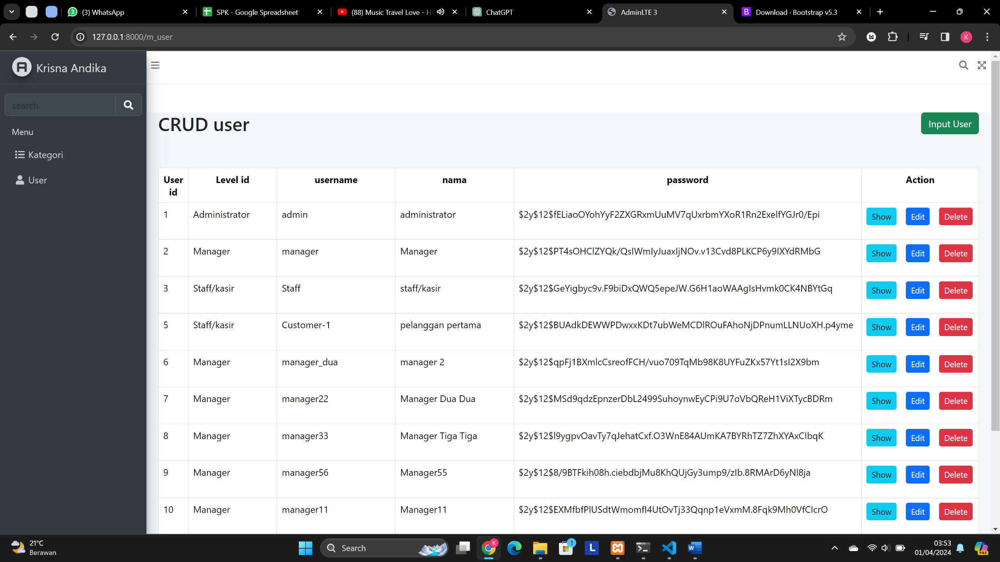 (3) WhatsApp
SPK - Google Spreadsheet
(88) Music Travel Love - H
ChatGPT
AdminLTE 3
Download · Bootstrap v5.3
127.0.0.1:8000/m_user
K
Krisna Andika
search
Menu
Kategori
User
CRUD user
Input User
User id Level id username nama password Action
1 Administrator admin administrator $2y$12$fELiaoOYohYyF2ZXGRxmUuMV7qUxrbmYXoR1Rn2ExelfYGJr0/Epi Show Edit Delete
2 Manager manager Manager $2y$12$PT4sOHClZYQk/QsIWmIyJuaxIjNOv.v13Cvd8PLKCP6y9IXYdRMbG Show Edit Delete
3 Staff/kasir Staff staff/kasir $2y$12$GeYigbyc9v.F9biDxQWQ5epeJW.G6H1aoWAAgIsHvmk0CK4NBYtGq Show Edit Delete
5 Staff/kasir Customer-1 pelanggan pertama $2y$12$BUAdkDEWWPDwxxKDt7ubWeMCDlROuFAhoNjDPnumLLNUoXH.p4yme Show Edit Delete
6 Manager manager_dua manager 2 $2y$12$qpFj1BXmlcCsreofFCH/vuo709TqMb98K8UYFuZKx57Yt1sI2X9bm Show Edit Delete
7 Manager manager22 Manager Dua Dua $2y$12$MSd9qdzEpnzerDbL2499SuhoynwEyCPi9U7oVbQReH1ViXTycBDRm Show Edit Delete
8 Manager manager33 Manager Tiga Tiga $2y$12$l9ygpvOavTy7qJehatCxf.O3WnE84AUmKA7BYRhTZ7ZhXYAxCIbqK Show Edit Delete
9 Manager manager56 Manager55 $2y$12$8/9BTFkih08h.ciebdbjMu8KhQUjGy3ump9/zIb.8RMArD6yNl8ja Show Edit Delete
10 Manager manager11 Manager11 $2y$12$EXMfbfPlUSdtWmomfI4UtOvTj33Qqnp1eVxmM.8Fqk9Mh0VfCIcrO Show Edit Delete
21°C
Berawan
Search
1
03:53
01/04/2024
PRE